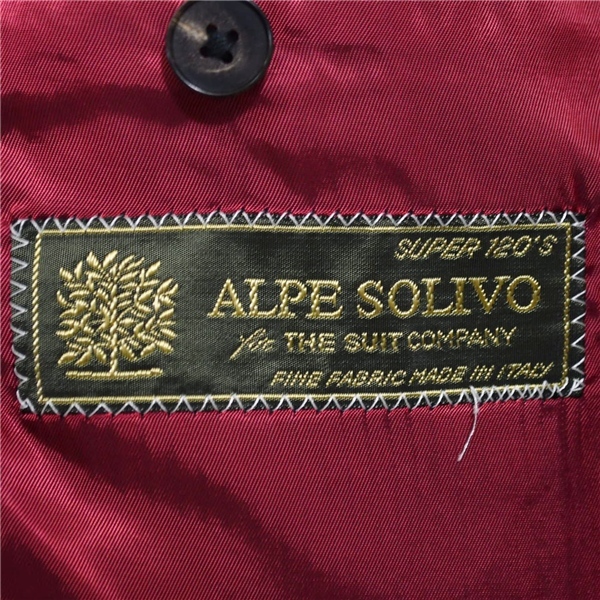 SUPER 120'S
ALPE SOLIVO
for THE SUIT COMPANY
FINE FABRIC MADE IN ITALY